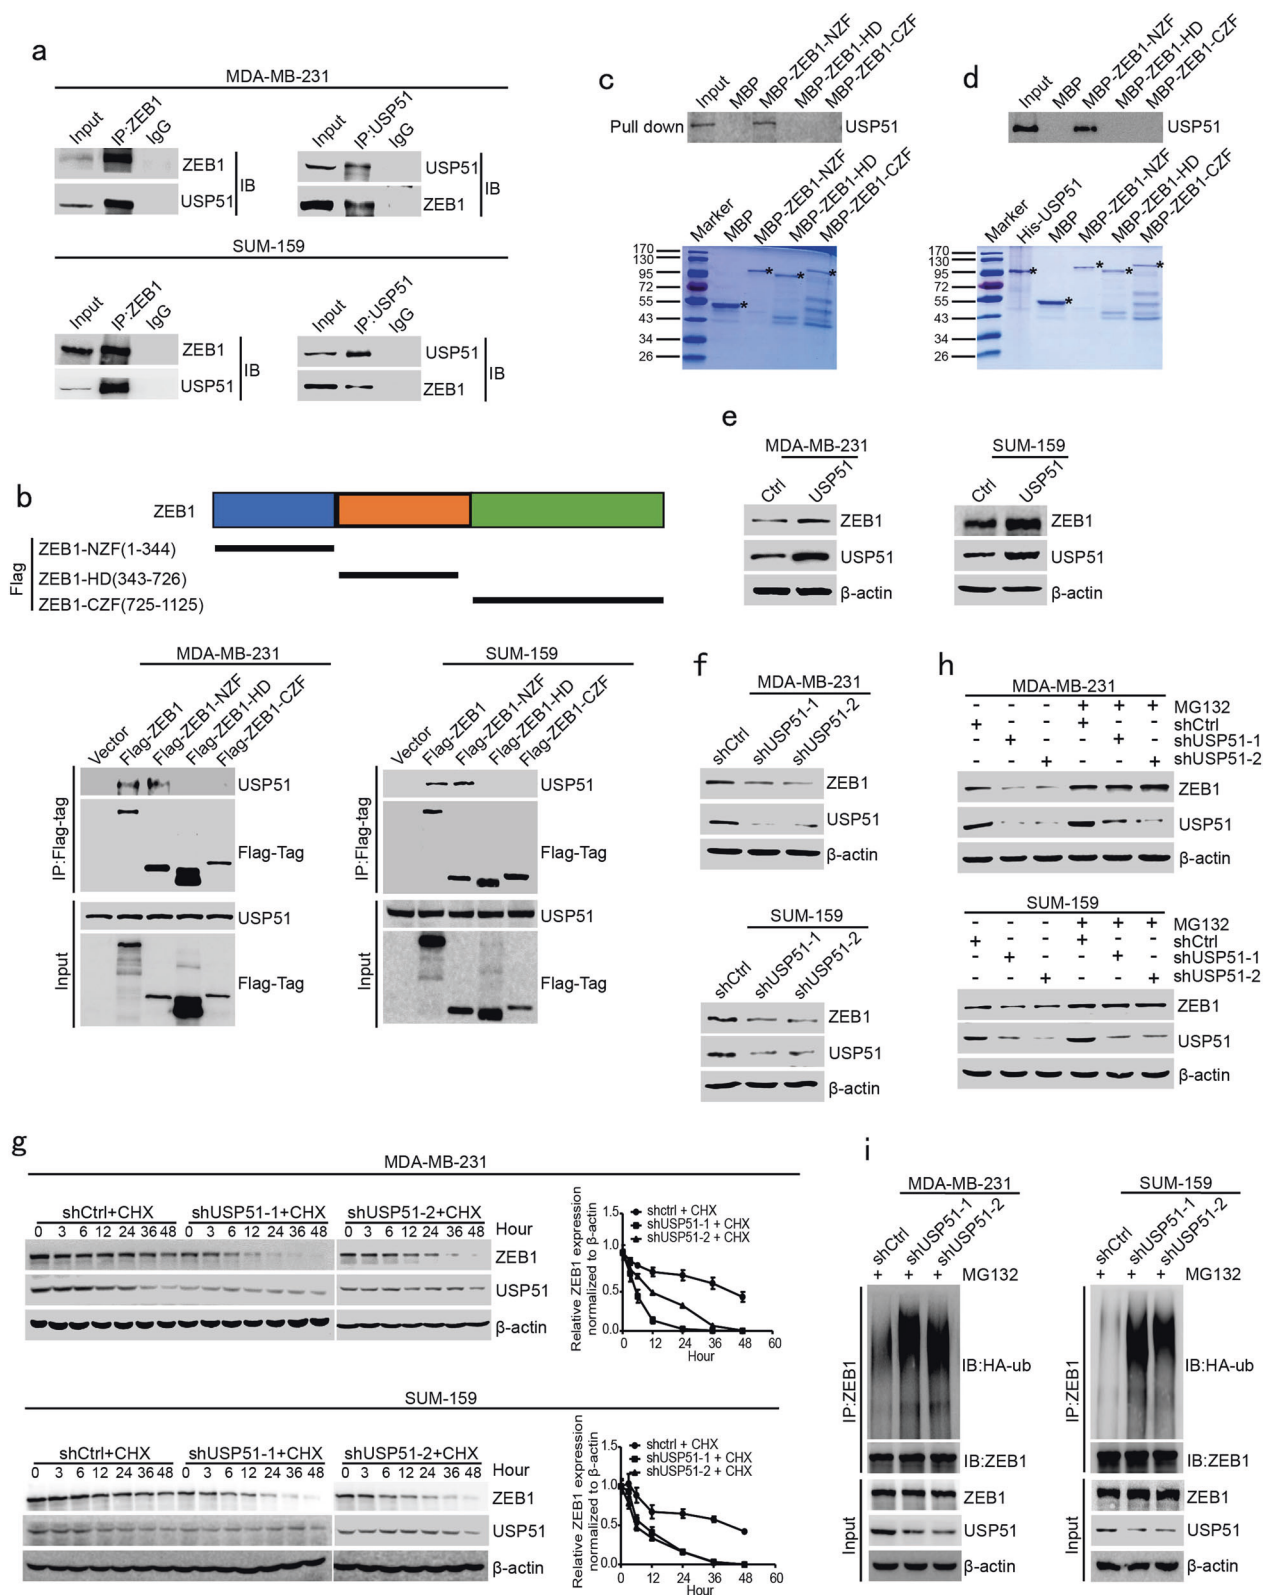 a
MDA-MB-231
Input IP:ZEB1 IgG
ZEB1
USP51
IB
Input IP:USP51 IgG
USP51
ZEB1
IB
SUM-159
Input IP:ZEB1 IgG
ZEB1
USP51
IB
Input IP:USP51 IgG
USP51
ZEB1
IB
b
ZEB1
Flag
ZEB1-NZF(1-344)
ZEB1-HD(343-726)
ZEB1-CZF(725-1125)
MDA-MB-231
Vector Flag-ZEB1 Flag-ZEB1-NZF Flag-ZEB1-HD Flag-ZEB1-CZF
IP:Flag-tag
USP51
Flag-Tag
Input
USP51
Flag-Tag
SUM-159
Vector Flag-ZEB1 Flag-ZEB1-NZF Flag-ZEB1-HD Flag-ZEB1-CZF
IP:Flag-tag
USP51
Flag-Tag
Input
USP51
Flag-Tag
c
Input MBP MBP-ZEB1-NZF MBP-ZEB1-HD MBP-ZEB1-CZF
Pull down USP51
Marker MBP MBP-ZEB1-NZF MBP-ZEB1-HD MBP-ZEB1-CZF
170
130
95
72
55
43
34
26
* * * *
d
Input MBP MBP-ZEB1-NZF MBP-ZEB1-HD MBP-ZEB1-CZF
USP51
Marker His-USP51 MBP MBP-ZEB1-NZF MBP-ZEB1-HD MBP-ZEB1-CZF
170
130
95
72
55
43
34
26
* * * * *
e
MDA-MB-231
Ctrl USP51
ZEB1
USP51
β-actin
SUM-159
Ctrl USP51
ZEB1
USP51
β-actin
f
MDA-MB-231
shCtrl shUSP51-1 shUSP51-2
ZEB1
USP51
β-actin
SUM-159
shCtrl shUSP51-1 shUSP51-2
ZEB1
USP51
β-actin
h
MDA-MB-231
- - - + + + MG132
+ - - + - - shCtrl
- + - - + - shUSP51-1
- - + - - + shUSP51-2
ZEB1
USP51
β-actin
SUM-159
- - - + + + MG132
+ - - + - - shCtrl
- + - - + - shUSP51-1
- - + - - + shUSP51-2
ZEB1
USP51
β-actin
g
MDA-MB-231
shCtrl+CHX shUSP51-1+CHX shUSP51-2+CHX
0 3 6 12 24 36 48 0 3 6 12 24 36 48 0 3 6 12 24 36 48 Hour
ZEB1
USP51
β-actin
Relative ZEB1 expression
normalized to β-actin
shctrl + CHX
shUSP51-1 + CHX
shUSP51-2 + CHX
1.5
1.0
0.5
0.0
0 12 24 36 48 60
Hour
SUM-159
shCtrl+CHX shUSP51-1+CHX shUSP51-2+CHX
0 3 6 12 24 36 48 0 3 6 12 24 36 48 0 3 6 12 24 36 48 Hour
ZEB1
USP51
β-actin
Relative ZEB1 expression
normalized to β-actin
shctrl + CHX
shUSP51-1 + CHX
shUSP51-2 + CHX
1.5
1.0
0.5
0.0
0 12 24 36 48 60
Hour
i
MDA-MB-231
shCtrl shUSP51-1 shUSP51-2
+ + + MG132
IP:ZEB1
IB:HA-ub
IB:ZEB1
Input
ZEB1
USP51
β-actin
SUM-159
shCtrl shUSP51-1 shUSP51-2
+ + + MG132
IP:ZEB1
IB:HA-ub
IB:ZEB1
Input
ZEB1
USP51
β-actin